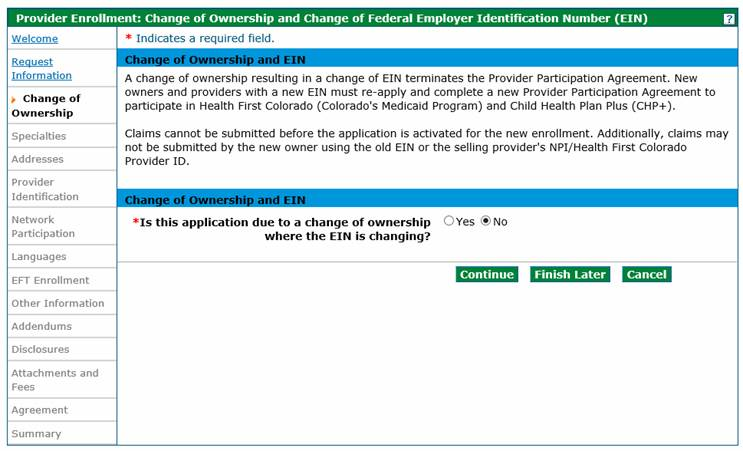 Provider Enrollment: Change of Ownership and Change of Federal Employer Identification Number (EIN)
?
Welcome
Request
Information
Change of
Ownership
Specialties
Addresses
Provider
Identification
Network
Participation
Languages
EFT Enrollment
Other Information
Addendums
Disclosures
Attachments and
Fees
Agreement
Summary
* Indicates a required field.
Change of Ownership and EIN
A change of ownership resulting in a change of EIN terminates the Provider Participation Agreement. New
owners and providers with a new EIN must re-apply and complete a new Provider Participation Agreement to
participate in Health First Colorado (Colorado's Medicaid Program) and Child Health Plan Plus (CHP+).
Claims cannot be submitted before the application is activated for the new enrollment. Additionally, claims may
not be submitted by the new owner using the old EIN or the selling provider's NPI/Health First Colorado
Provider ID.
Change of Ownership and EIN
*Is this application due to a change of ownership
where the EIN is changing?
Yes No
Continue Finish Later Cancel